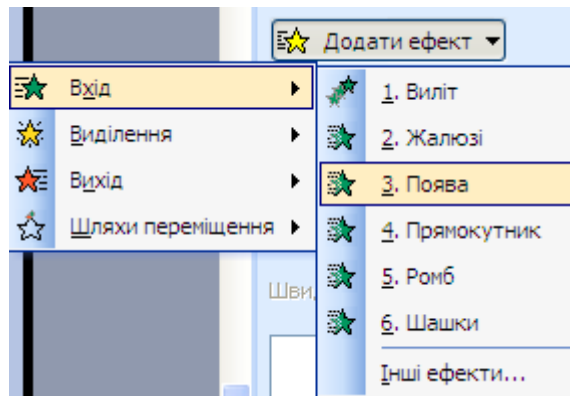 Додати ефект
Вхід
Виділення
Вихід
Шляхи переміщення
1. Виліт
2. Жалюзі
3. Поява
4. Прямокутник
5. Ромб
6. Шашки
Інші ефекти...